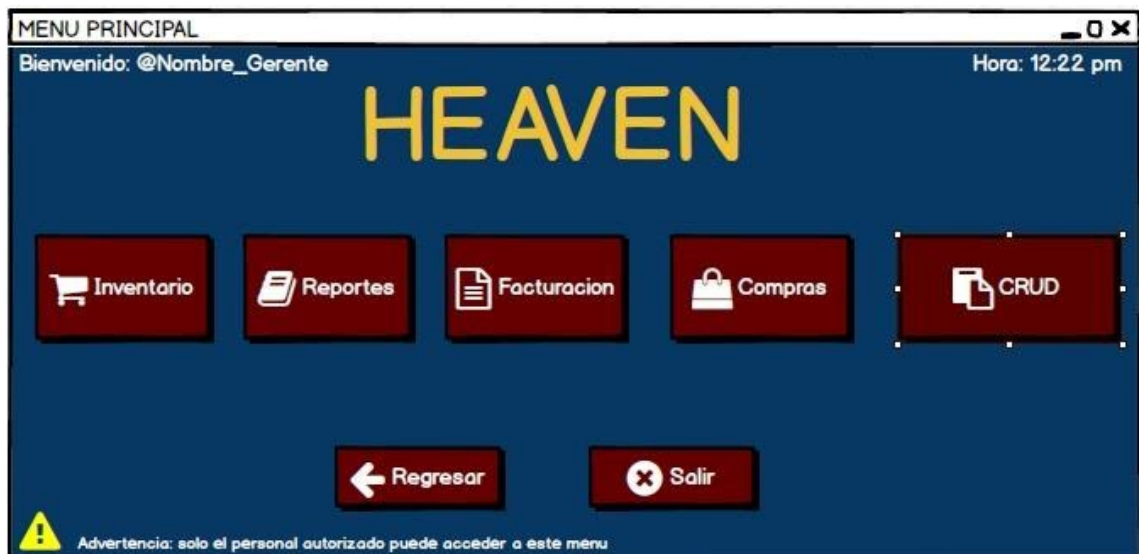 MENU PRINCIPAL
Bienvenido: @Nombre_Gerente
Hora: 12:22 pm
HEAVEN
Inventario
Reportes
Facturacion
Compras
CRUD
Regresar
Salir
Advertencia: solo el personal autorizado puede acceder a este menu